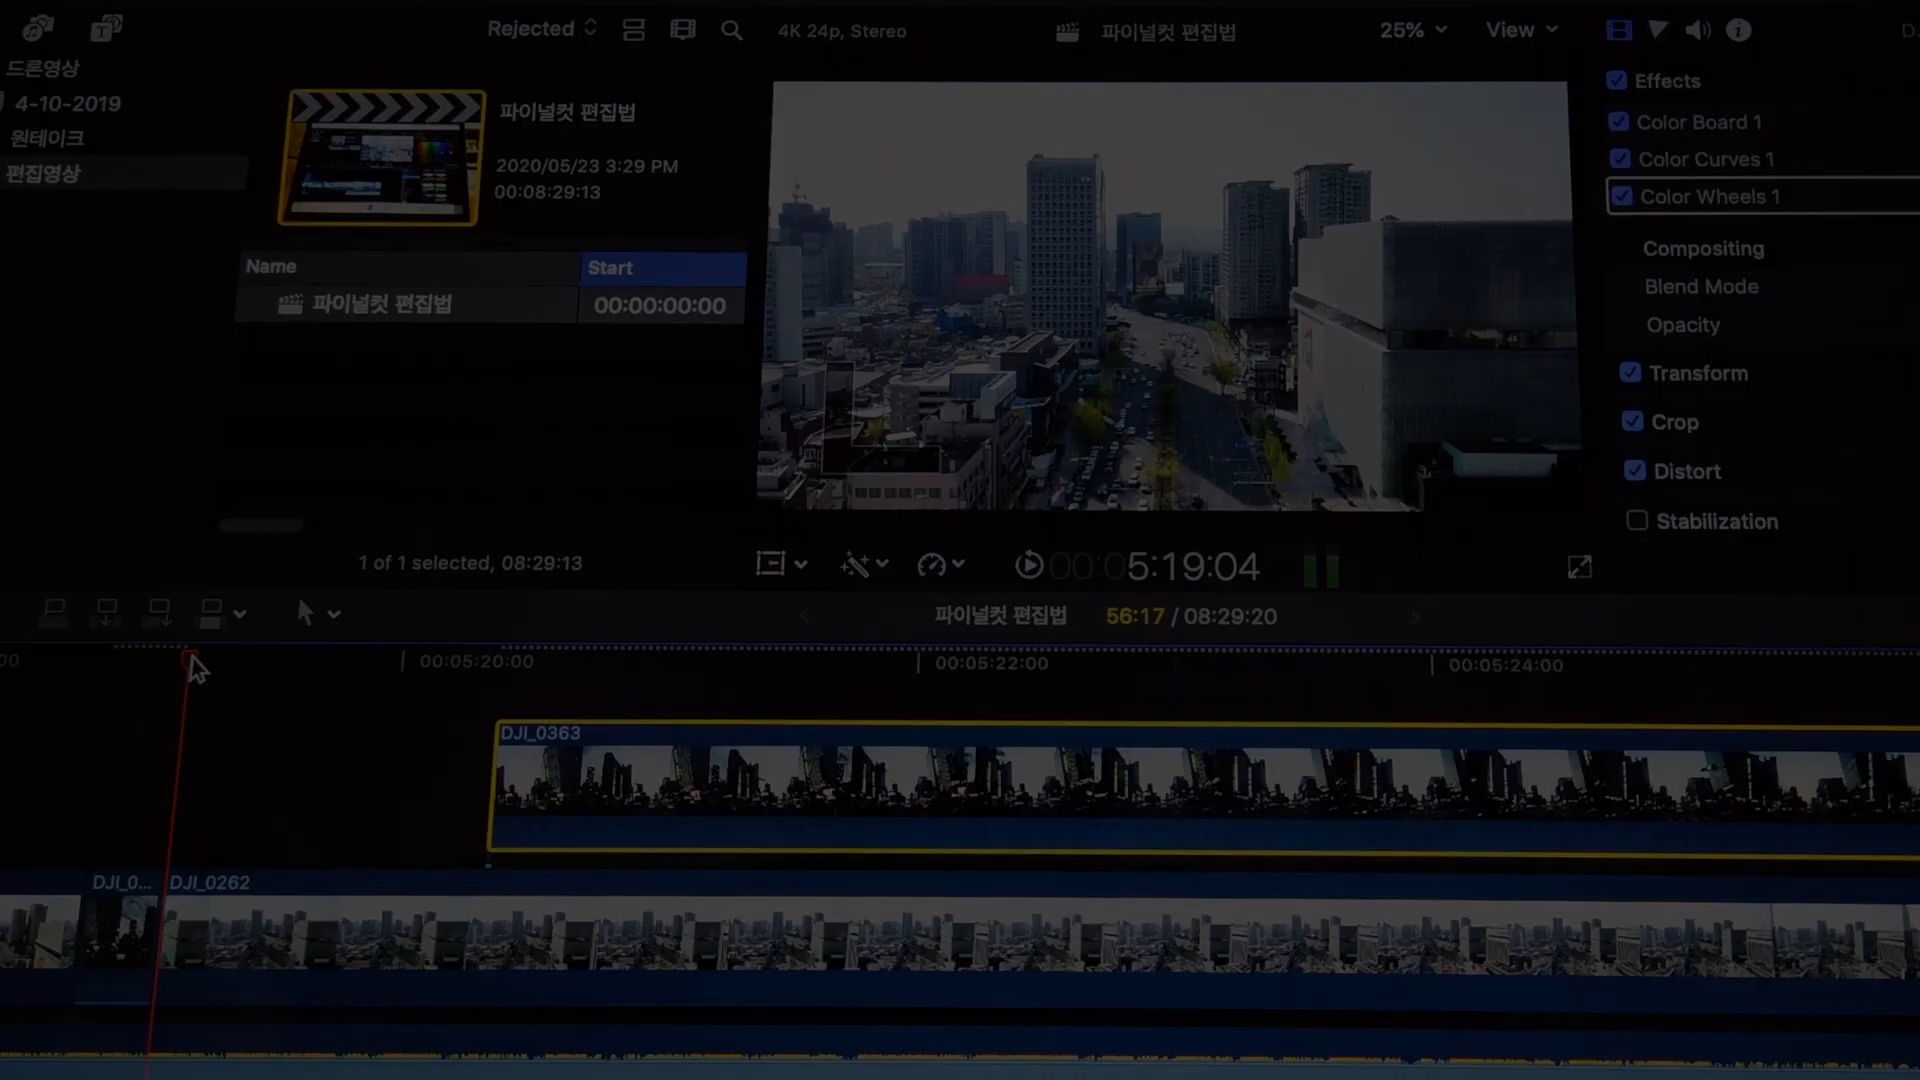 Rejected
4K 24p, Stereo
파이널컷 편집법
25%
View
드론영상
4-10-2019
원테이크
편집영상
파이널컷 편집법
2020/05/23 3:29 PM
00:08:29:13
Name
Start
파이널컷 편집법
00:00:00:00
1 of 1 selected, 08:29:13
Effects
Color Board 1
Color Curves 1
Color Wheels 1
Compositing
Blend Mode
Opacity
Transform
Crop
Distort
Stabilization
00:05:19:04
파이널컷 편집법
56:17 / 08:29:20
00
00:05:20:00
00:05:22:00
00:05:24:00
DJI_0363
DJI_0...
DJI_0262